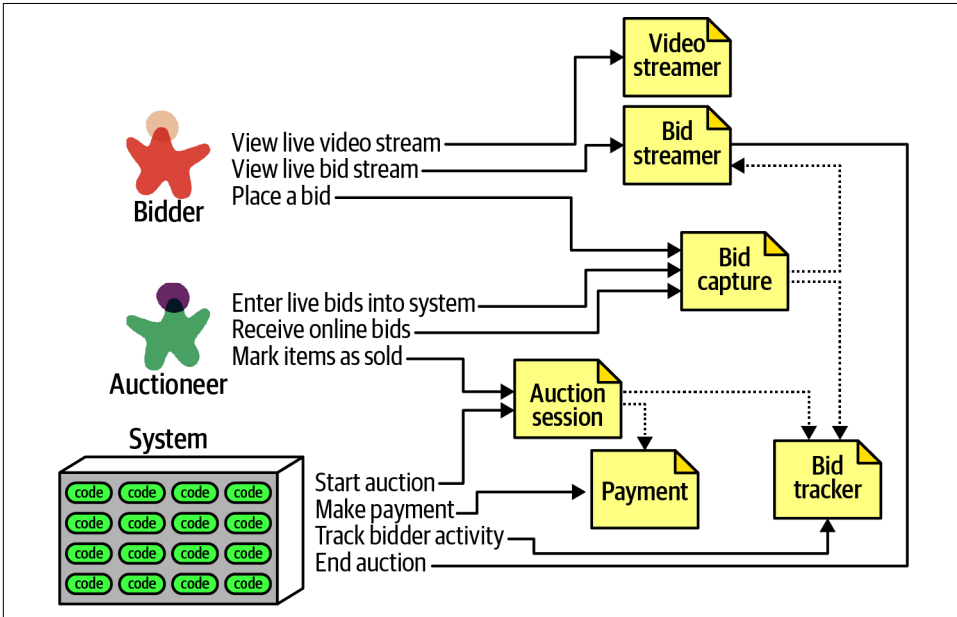 Video
streamer
Bid
streamer
View live video stream
View live bid stream
Place a bid
Bidder
Bid
capture
Enter live bids into system
Receive online bids
Mark items as sold
Auctioneer
Auction
session
System
code code code code
code code code code
code code code code
code code code code
Start auction
Make payment
Track bidder activity
End auction
Payment
Bid
tracker